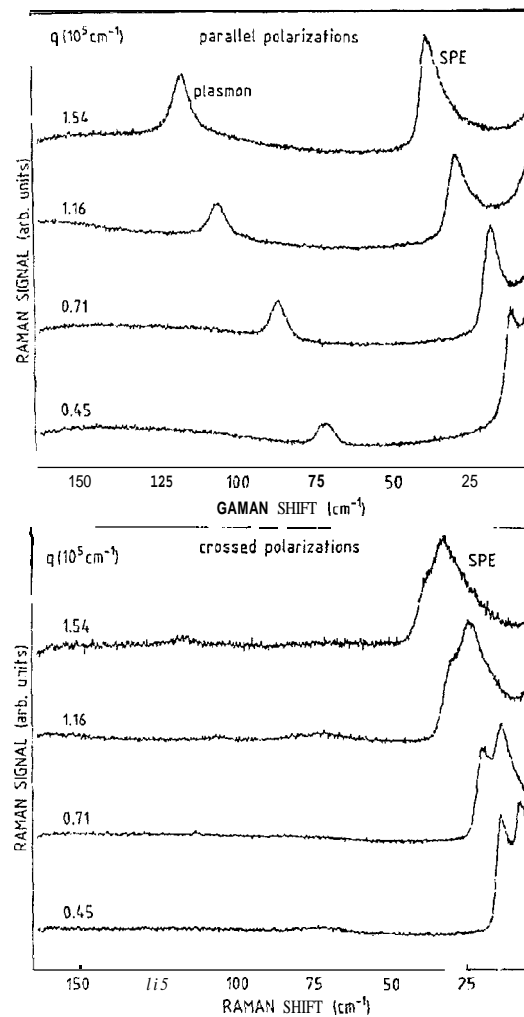 q (10⁵cm⁻¹) parallel polarizations
SPE
plasmon
1.54
1.16
0.71
0.45
RAMAN SIGNAL (arb. units)
150 125 100 75 50 25
GAMAN SHIFT (cm⁻¹)
q (10⁵cm⁻¹) crossed polarizations
SPE
1.54
1.16
0.71
0.45
RAMAN SIGNAL (arb. units)
150 li5 100 75 50 25
RAMAN SHIFT (cm⁻¹)